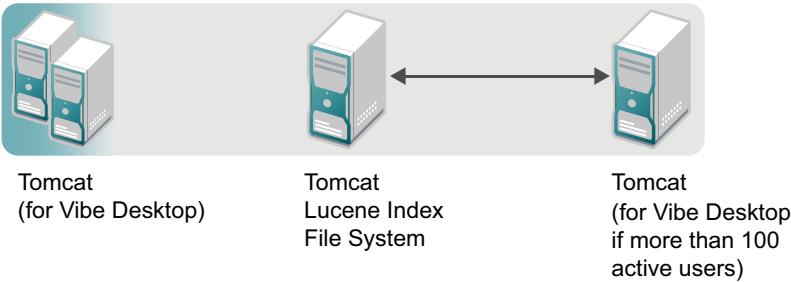 Tomcat
(for Vibe Desktop)
Tomcat
Lucene Index
File System
Tomcat
(for Vibe Desktop
if more than 100
active users)